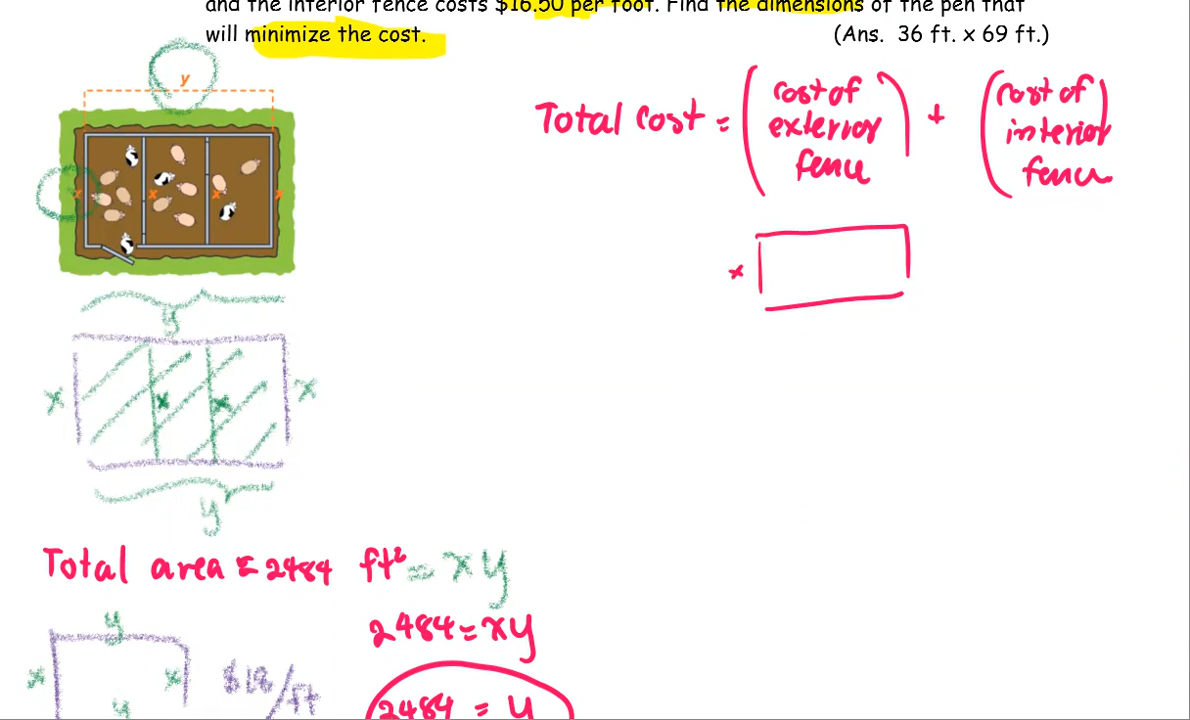 and the interior fence costs $16.50 per foot. Find the dimensions of the pen that
will minimize the cost.
(Ans. 36 ft. x 69 ft.)
y
x x x x
Total cost = (cost of exterior fence) + (cost of interior fence)
x
y
x x x x
y
Total area = 2484 ft² = xy
2484 = xy
y
x x
$18/ft
y
2484 = y